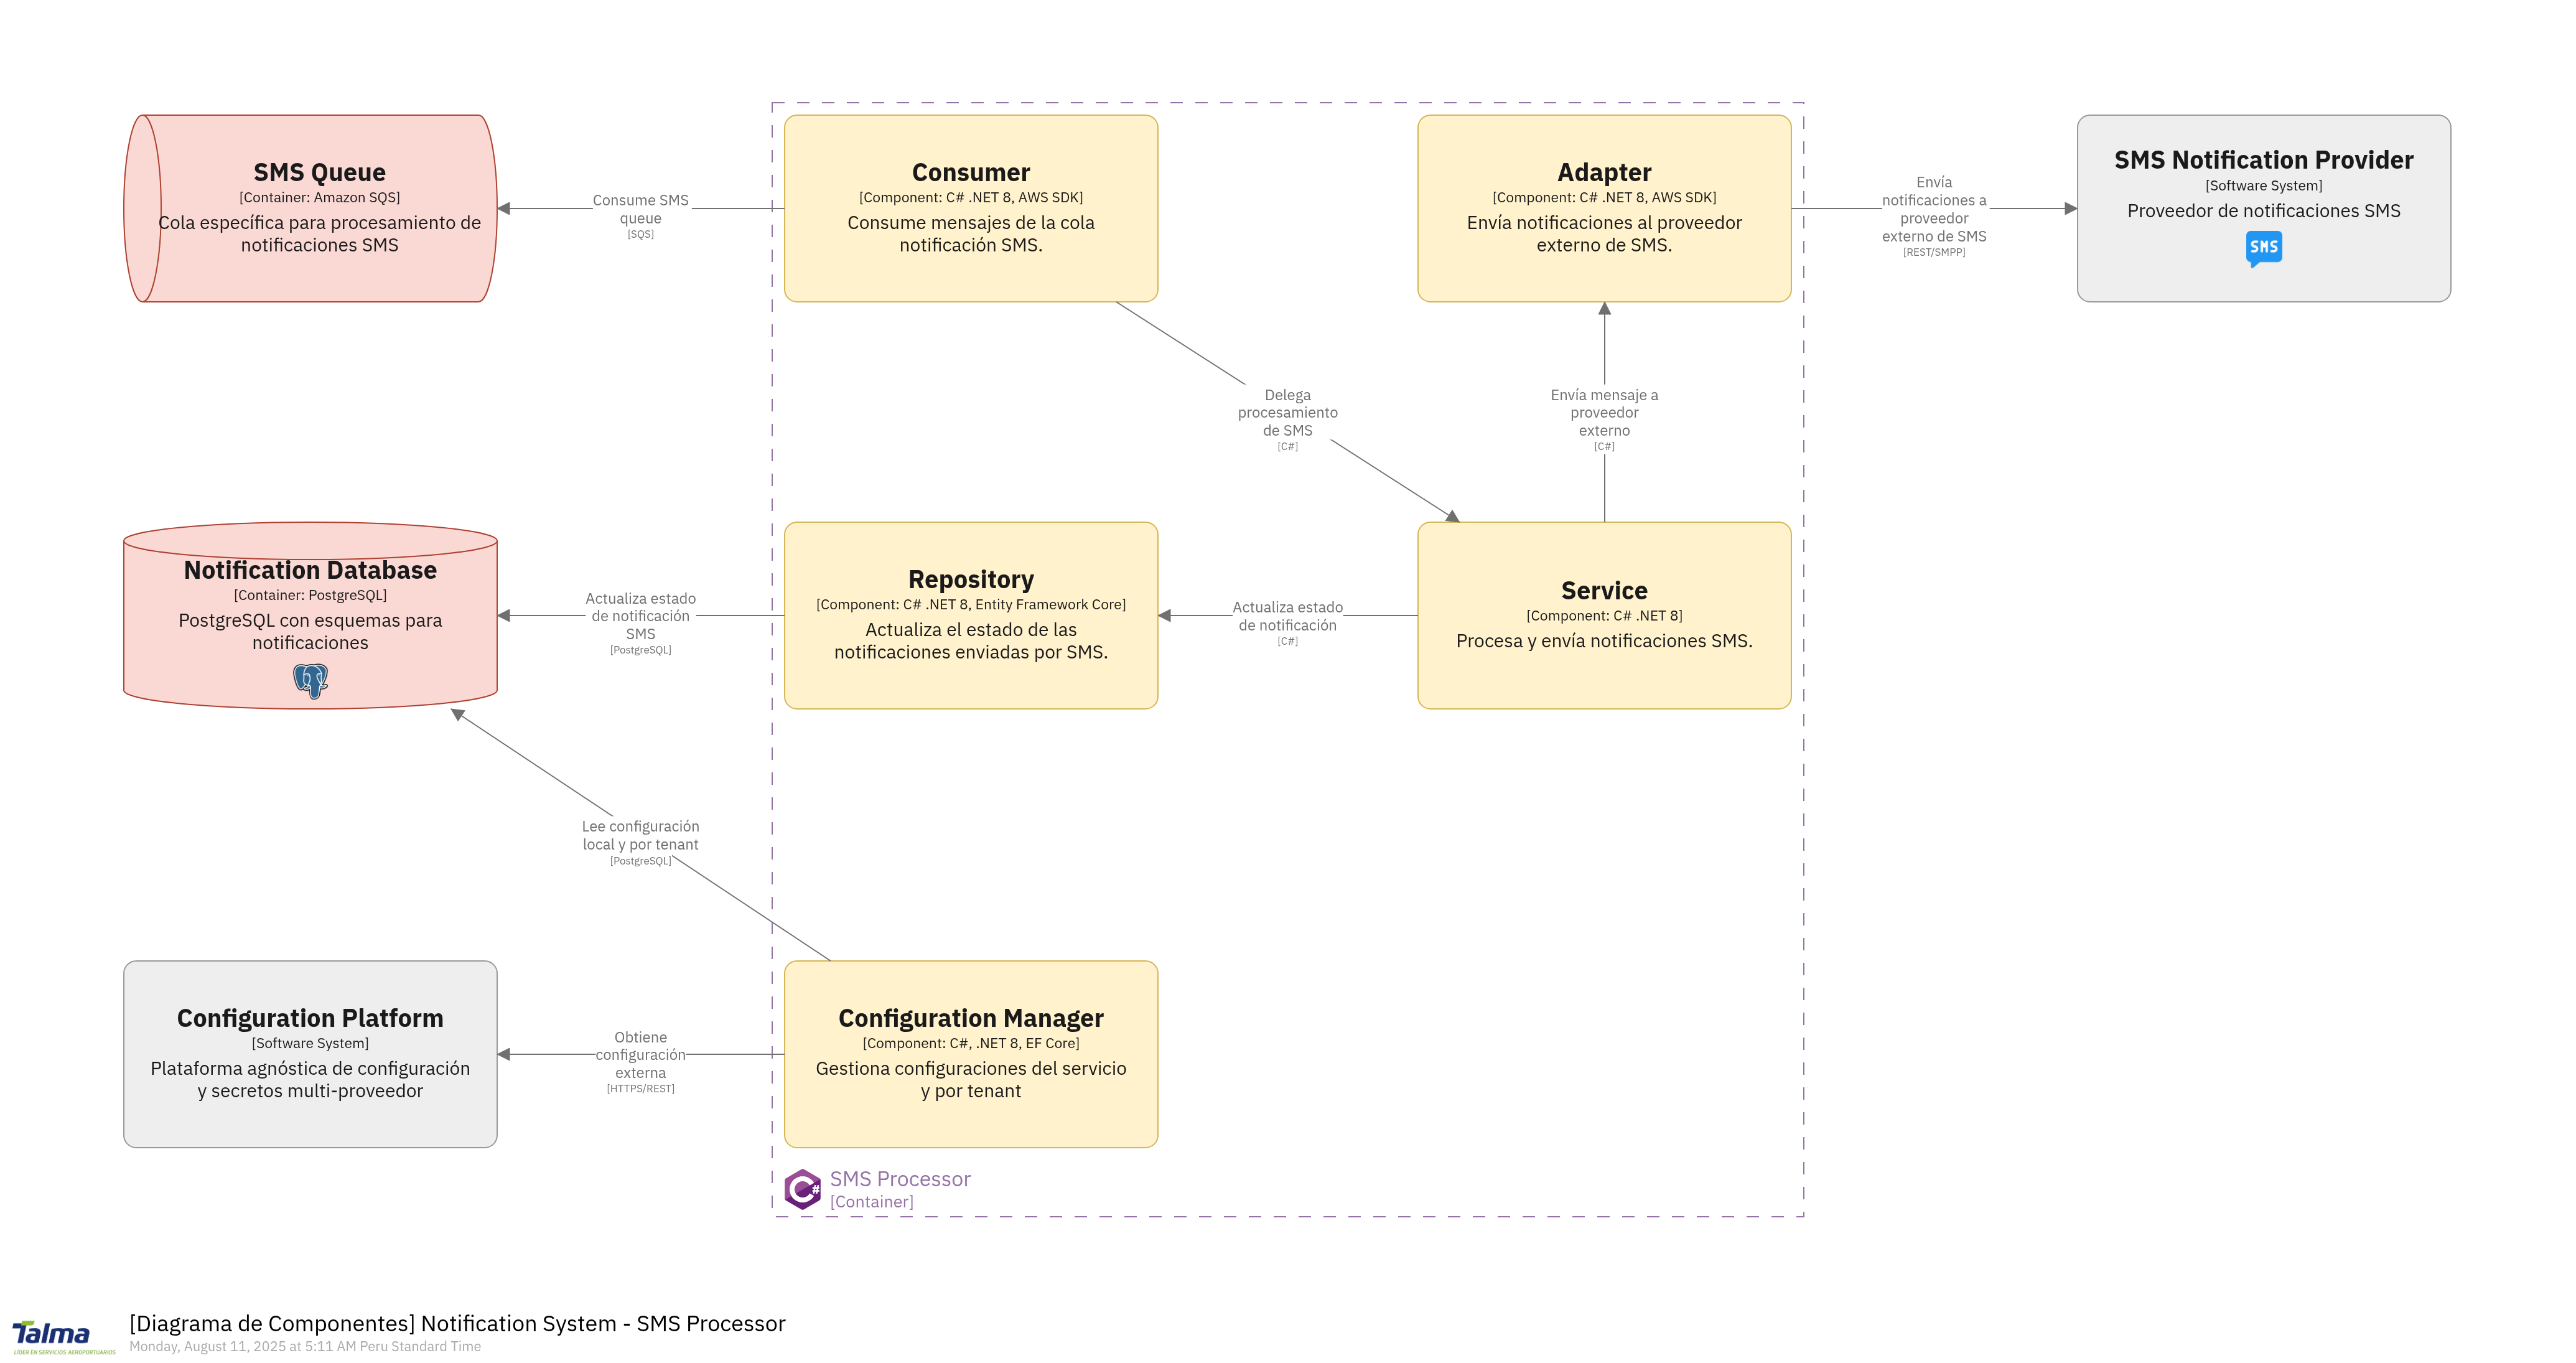 SMS Queue
[Container: Amazon SQS]
Cola específica para procesamiento de
notificaciones SMS
Consume SMS
queue
[SQS]
Consumer
[Component: C# .NET 8, AWS SDK]
Consume mensajes de la cola
notificación SMS.
Adapter
[Component: C# .NET 8, AWS SDK]
Envía notificaciones al proveedor
externo de SMS.
Envía
notificaciones a
proveedor
externo de SMS
[REST/SMPP]
SMS Notification Provider
[Software System]
Proveedor de notificaciones SMS
SMS
Delega
procesamiento
de SMS
[C#]
Envía mensaje a
proveedor
externo
[C#]
Notification Database
[Container: PostgreSQL]
PostgreSQL con esquemas para
notificaciones
Actualiza estado
de notificación
SMS
[PostgreSQL]
Repository
[Component: C# .NET 8, Entity Framework Core]
Actualiza el estado de las
notificaciones enviadas por SMS.
Actualiza estado
de notificación
[C#]
Service
[Component: C# .NET 8]
Procesa y envía notificaciones SMS.
Lee configuración
local y por tenant
[PostgreSQL]
Configuration Platform
[Software System]
Plataforma agnóstica de configuración
y secretos multi-proveedor
Obtiene
configuración
externa
[HTTPS/REST]
Configuration Manager
[Component: C#, .NET 8, EF Core]
Gestiona configuraciones del servicio
y por tenant
C#
SMS Processor
[Container]
Talma
LÍDER EN SERVICIOS AEROPORTUARIOS
[Diagrama de Componentes] Notification System - SMS Processor
Monday, August 11, 2025 at 5:11 AM Peru Standard Time